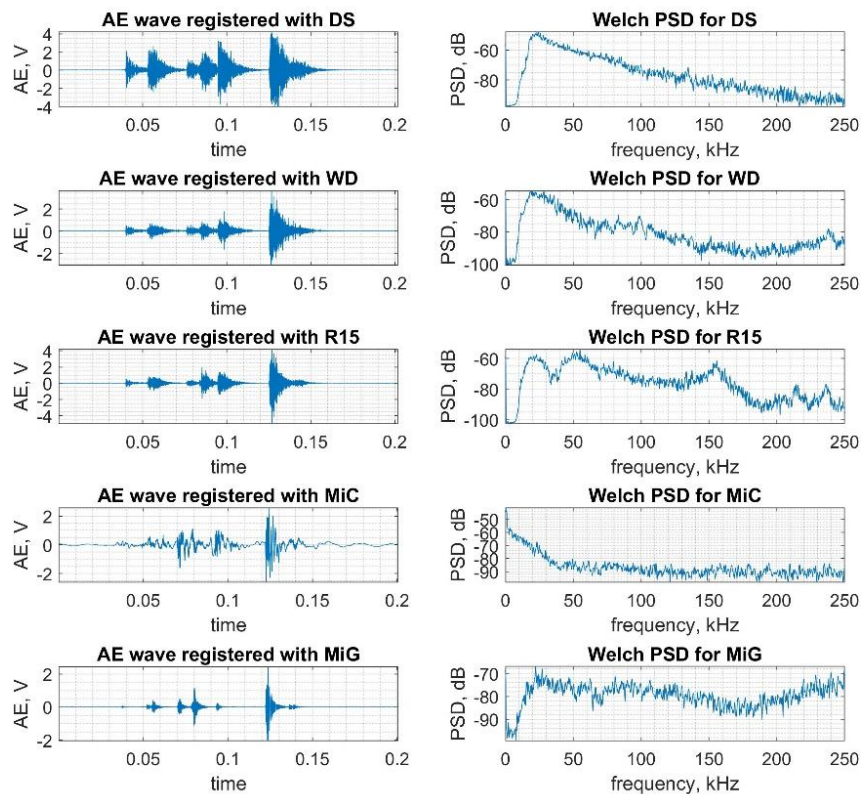 AE wave registered with DS
AE, V
4
2
0
-2
-4
0.05 0.1 0.15 0.2
time
Welch PSD for DS
PSD, dB
-60
-80
0 50 100 150 200 250
frequency, kHz
AE wave registered with WD
AE, V
2
0
-2
0.05 0.1 0.15 0.2
time
Welch PSD for WD
PSD, dB
-60
-80
-100
0 50 100 150 200 250
frequency, kHz
AE wave registered with R15
AE, V
4
2
0
-2
-4
0.05 0.1 0.15 0.2
time
Welch PSD for R15
PSD, dB
-60
-80
-100
0 50 100 150 200 250
frequency, kHz
AE wave registered with MiC
AE, V
2
0
-2
0.05 0.1 0.15 0.2
time
Welch PSD for MiC
PSD, dB
-50
-60
-70
-80
-90
0 50 100 150 200 250
frequency, kHz
AE wave registered with MiG
AE, V
2
0
-2
0.05 0.1 0.15 0.2
time
Welch PSD for MiG
PSD, dB
-70
-80
-90
0 50 100 150 200 250
frequency, kHz